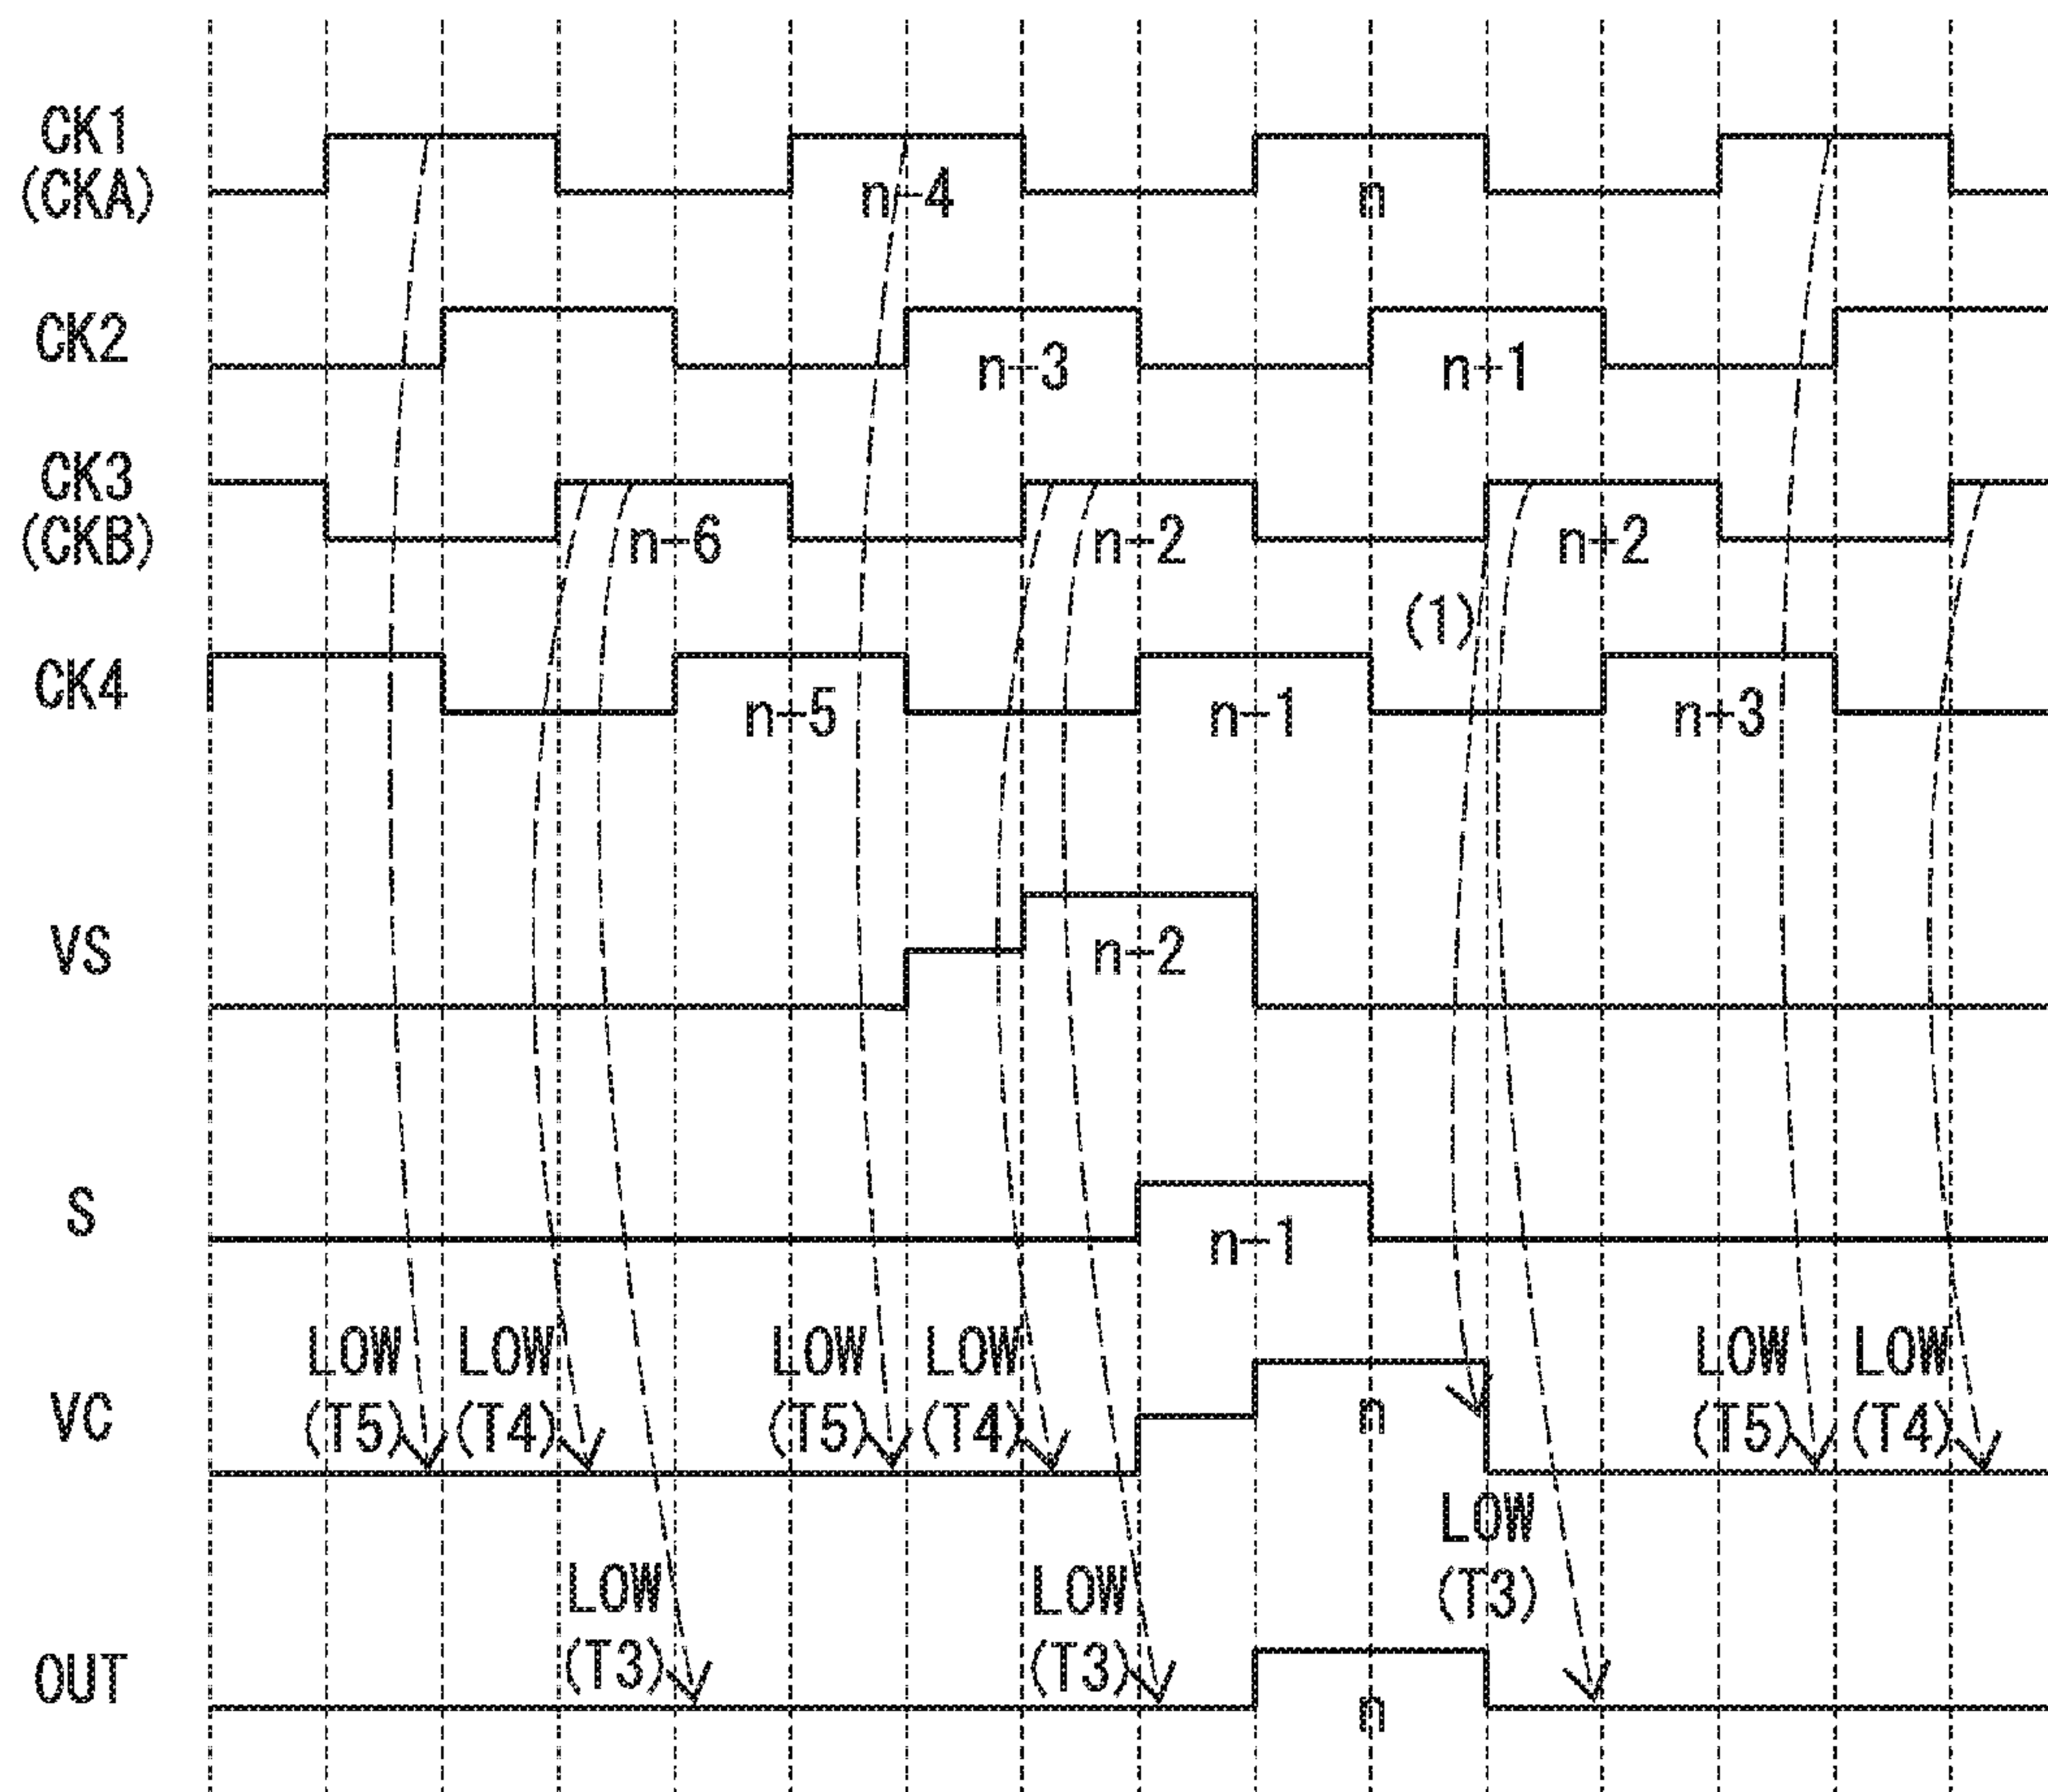 CK1
(CKA)
n-4
n
CK2
n-3
n+1
CK3
(CKB)
n-6
n-2
n+2
(1)
CK4
n-5
n-1
n+3
VS
n-2
S
n-1
VC
LOW
(T5)
LOW
(T4)
LOW
(T5)
LOW
(T4)
n
LOW
(T5)
LOW
(T4)
OUT
LOW
(T3)
LOW
(T3)
LOW
(T3)
n